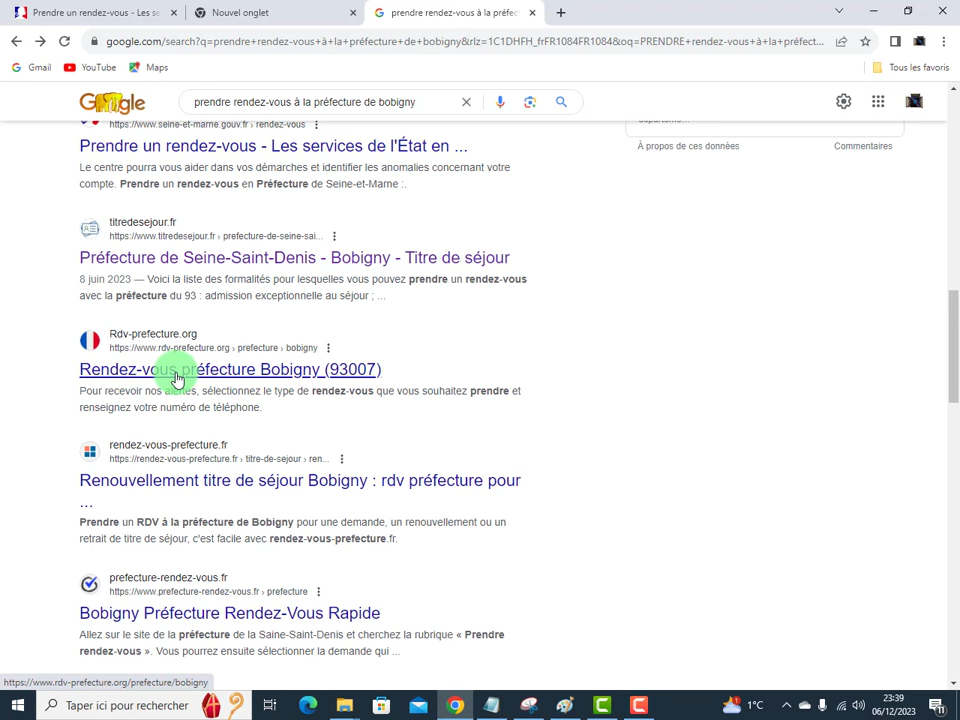 Prendre un rendez-vous - Les se
Nouvel onglet
prendre rendez-vous à la préfec
google.com/search?q=prendre+rendez-vous+à+la+préfecture+de+bobigny&rlz=1C1DHFH_frFR1084FR1084&oq=PRENDRE+rendez-vous+à+la+préfect...
Gmail
YouTube
Maps
Tous les favoris
Google
prendre rendez-vous à la préfecture de bobigny
https://www.seine-et-marne.gouv.fr › rendez-vous
Prendre un rendez-vous - Les services de l'État en ...
Le centre pourra vous aider dans vos démarches et identifier les anomalies concernant votre
compte. Prendre un rendez-vous en Préfecture de Seine-et-Marne :.
À propos de ces données
Commentaires
titredesejour.fr
https://www.titredesejour.fr › prefecture-de-seine-sai...
Préfecture de Seine-Saint-Denis - Bobigny - Titre de séjour
8 juin 2023 — Voici la liste des formalités pour lesquelles vous pouvez prendre un rendez-vous
avec la préfecture du 93 : admission exceptionnelle au séjour ; ...
Rdv-prefecture.org
https://www.rdv-prefecture.org › prefecture › bobigny
Rendez-vous préfecture Bobigny (93007)
Pour recevoir nos alertes, sélectionnez le type de rendez-vous que vous souhaitez prendre et
renseignez votre numéro de téléphone.
rendez-vous-prefecture.fr
https://rendez-vous-prefecture.fr › titre-de-sejour › ren...
Renouvellement titre de séjour Bobigny : rdv préfecture pour
...
Prendre un RDV à la préfecture de Bobigny pour une demande, un renouvellement ou un
retrait de titre de séjour, c'est facile avec rendez-vous-prefecture.fr.
prefecture-rendez-vous.fr
https://www.prefecture-rendez-vous.fr › prefecture
Bobigny Préfecture Rendez-Vous Rapide
Allez sur le site de la préfecture de la Saine-Saint-Denis et cherchez la rubrique « Prendre
rendez-vous ». Vous pourrez ensuite sélectionner la demande qui ...
https://www.rdv-prefecture.org/prefecture/bobigny
Taper ici pour rechercher
1°C
23:39
06/12/2023
11